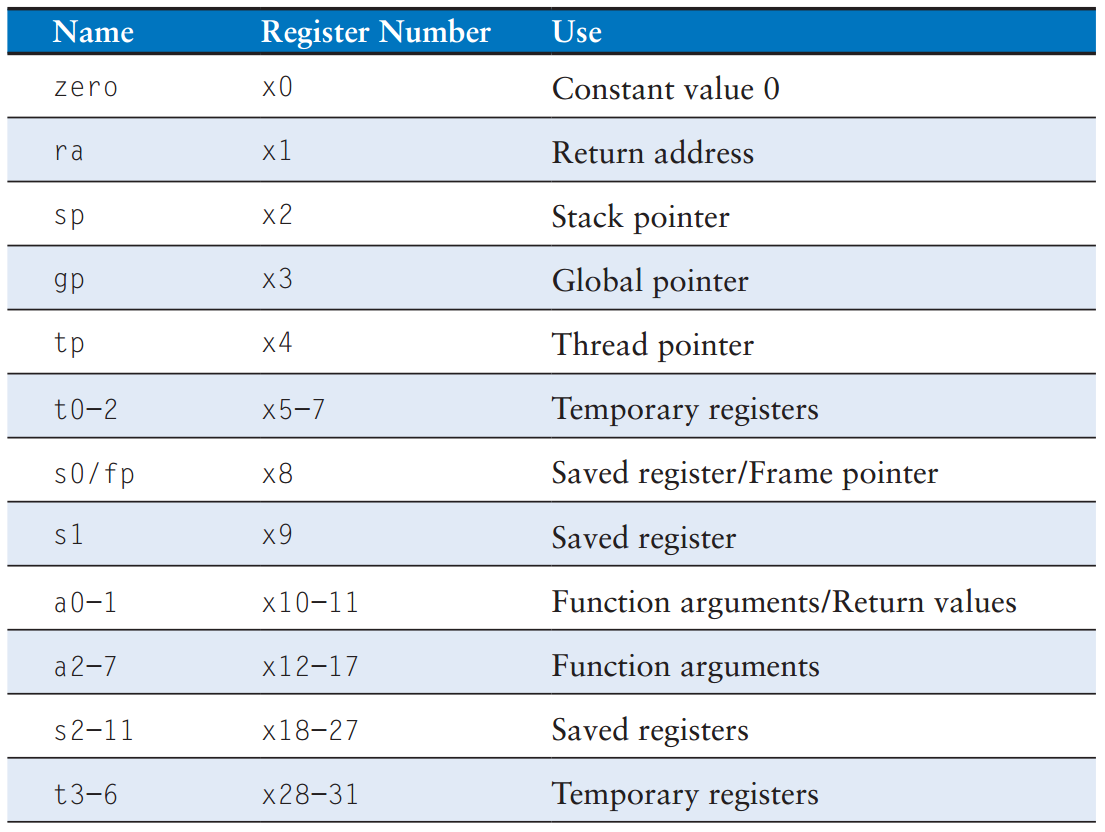 Name Register Number Use
zero x0 Constant value 0
ra x1 Return address
sp x2 Stack pointer
gp x3 Global pointer
tp x4 Thread pointer
t0–2 x5–7 Temporary registers
s0/fp x8 Saved register/Frame pointer
s1 x9 Saved register
a0–1 x10–11 Function arguments/Return values
a2–7 x12–17 Function arguments
s2–11 x18–27 Saved registers
t3–6 x28–31 Temporary registers